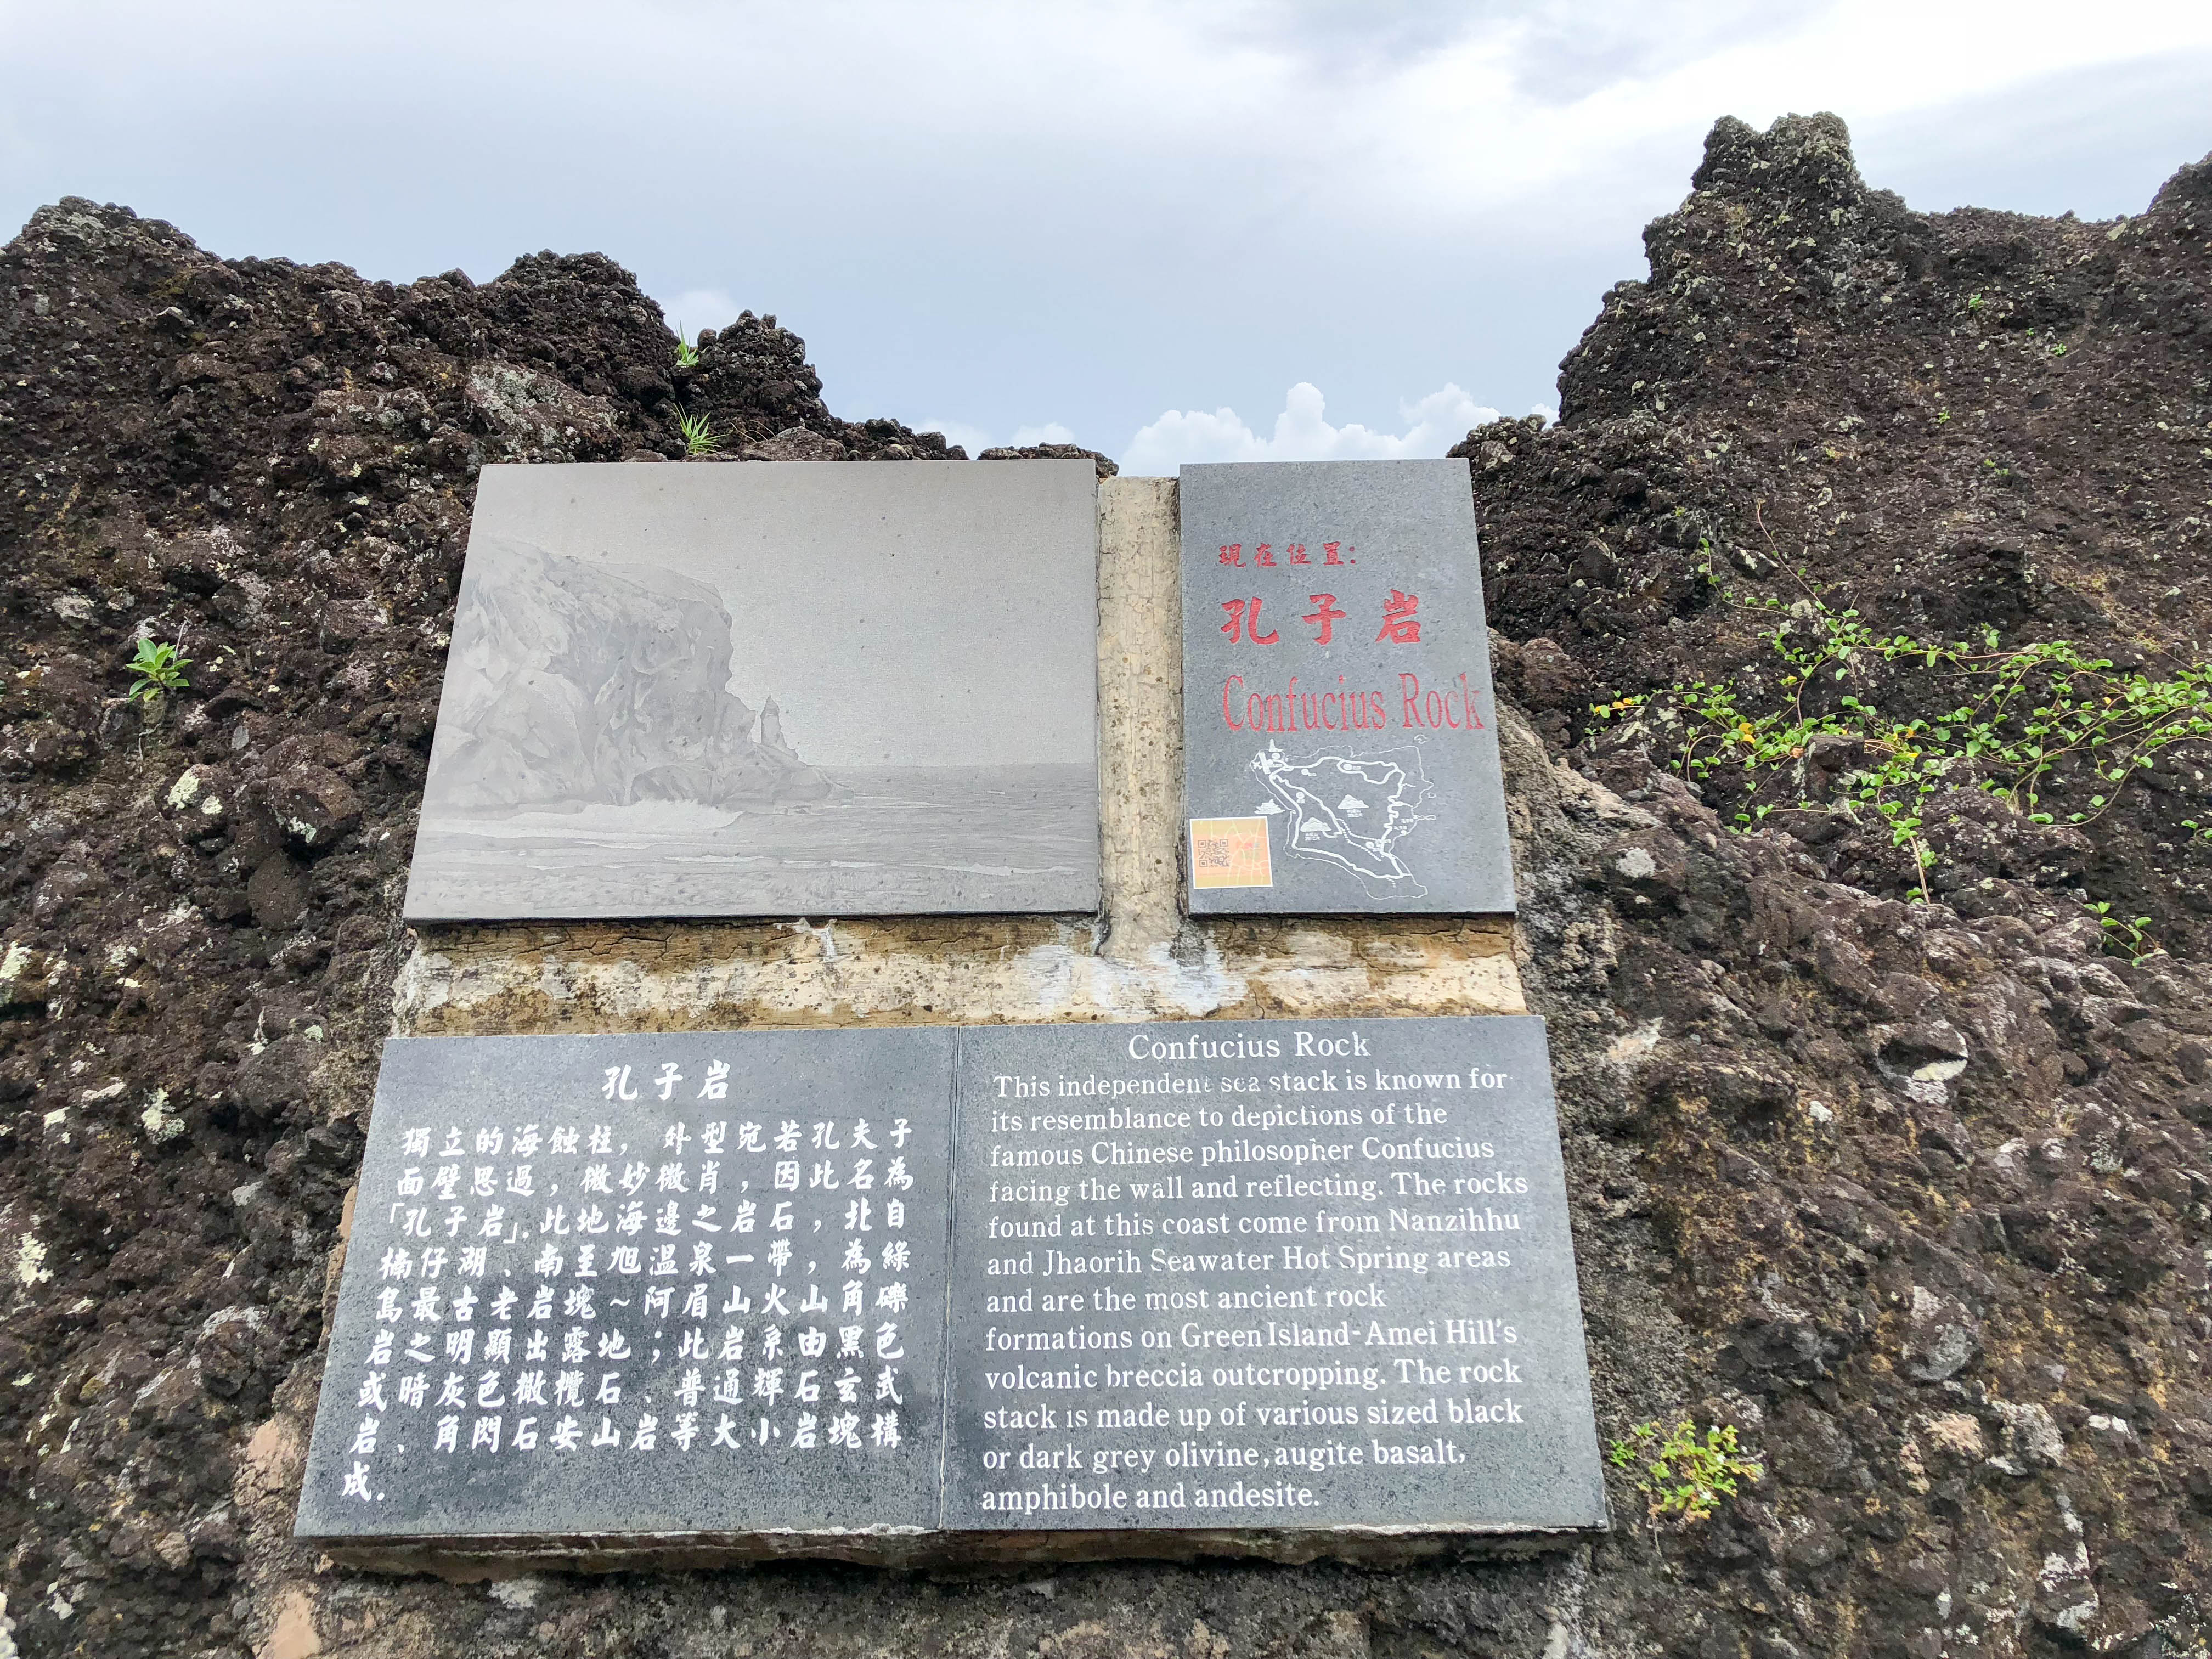 現在位置:
孔子岩
Confucius Rock
孔子岩
獨立的海蝕柱，外型宛若孔夫子
面壁思過，微妙微肖，因此名為
「孔子岩」.此地海邊之岩石，北自
楠仔湖、南至旭溫泉一帶，為綠
島最古老岩塊~阿眉山火山角礫
岩之明顯出露地；此岩系由黑色
或暗灰色橄欖石、普通輝石玄武
岩、角閃石安山岩等大小岩塊構
成.
Confucius Rock
This independent sea stack is known for
its resemblance to depictions of the
famous Chinese philosopher Confucius
facing the wall and reflecting. The rocks
found at this coast come from Nanzihhu
and Jhaorih Seawater Hot Spring areas
and are the most ancient rock
formations on Green Island-Amei Hill's
volcanic breccia outcropping. The rock
stack is made up of various sized black
or dark grey olivine, augite basalt,
amphibole and andesite.